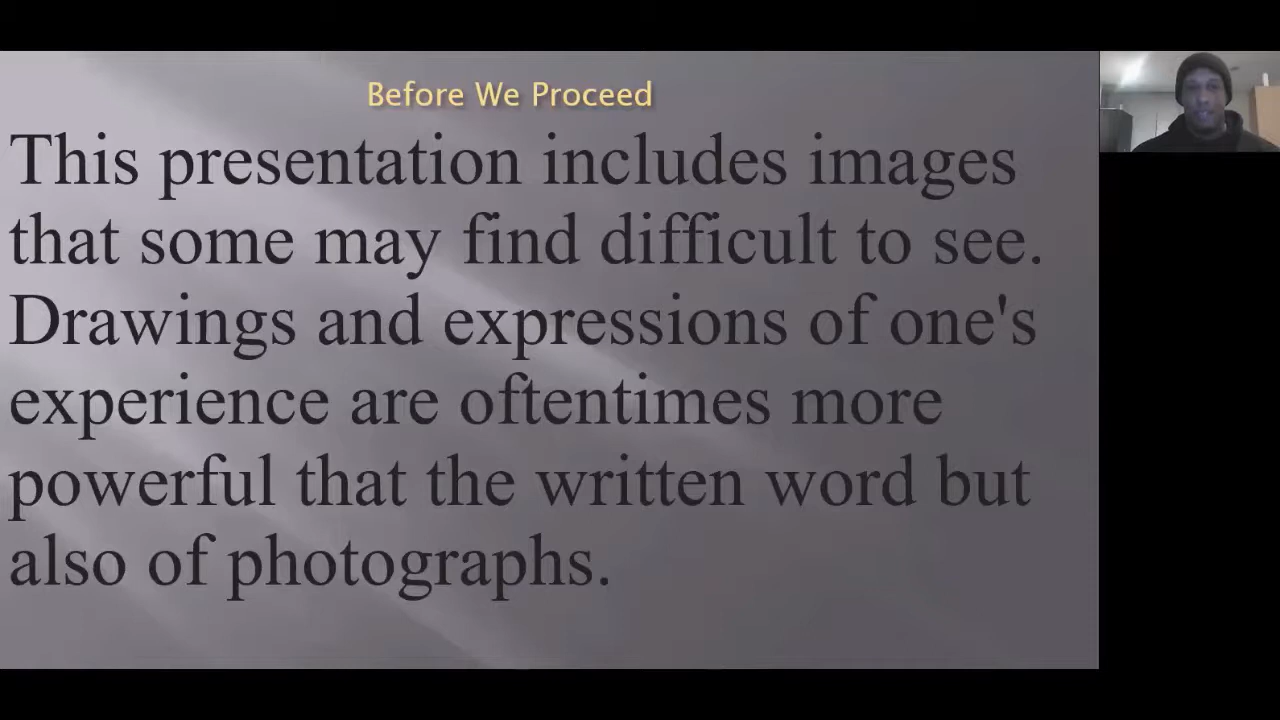 Before We Proceed
This presentation includes images
that some may find difficult to see.
Drawings and expressions of one's
experience are oftentimes more
powerful that the written word but
also of photographs.